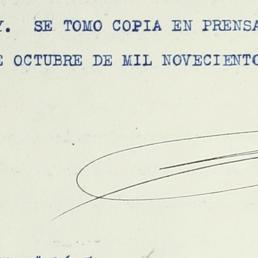 Y. SE TOMO COPIA EN PRENSA
E OCTUBRE DE MIL NOVECIENTO